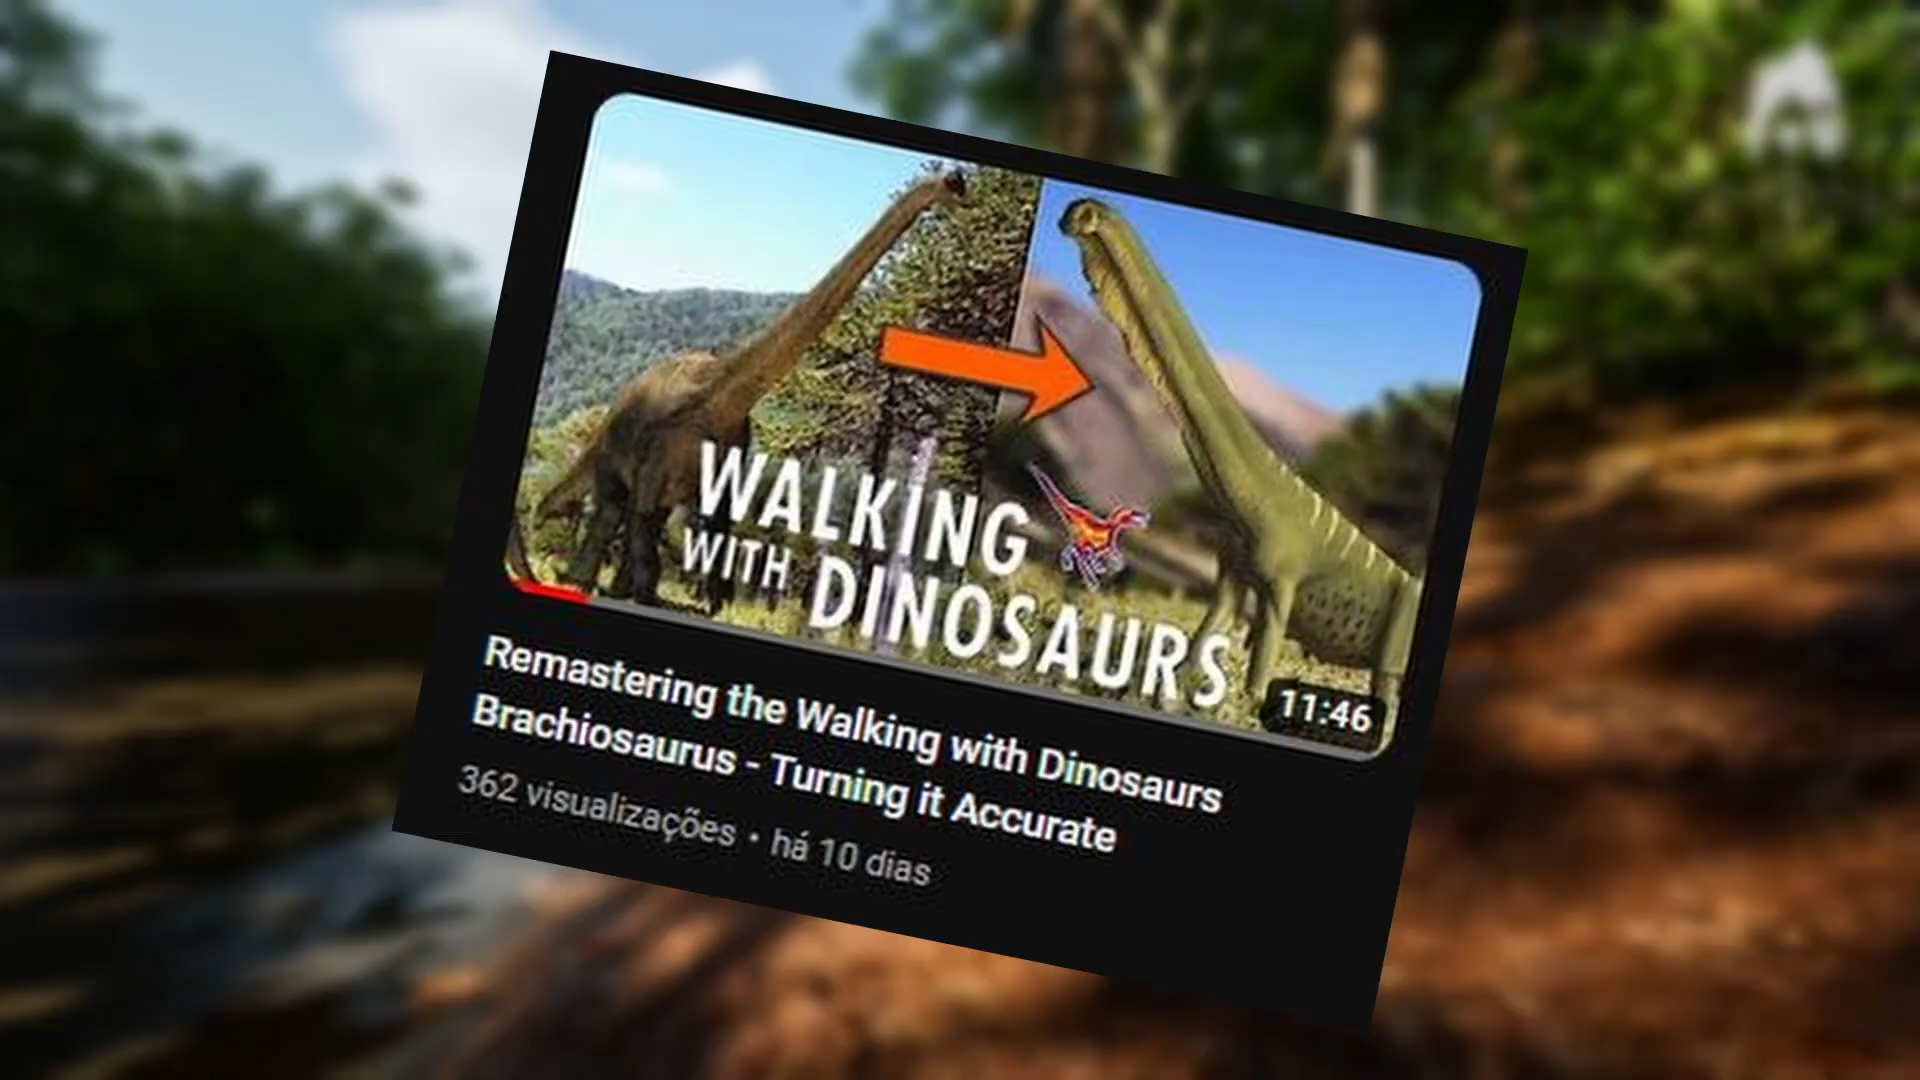 WALKING
WITH DINOSAURS
11:46
Remastering the Walking with Dinosaurs
Brachiosaurus - Turning it Accurate
362 visualizações • há 10 dias